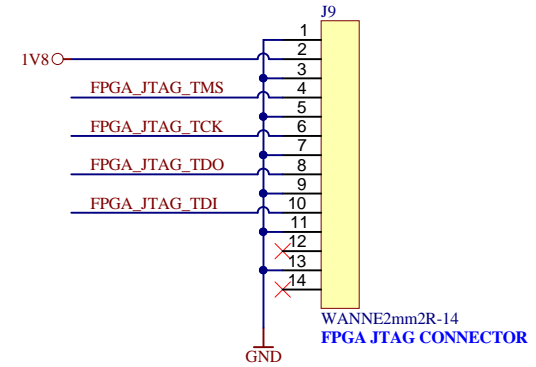 J9
1
1V8
2
3
FPGA_JTAG_TMS
4
5
FPGA_JTAG_TCK
6
7
FPGA_JTAG_TDO
8
9
FPGA_JTAG_TDI
10
11
12
13
14
WANNE2mm2R-14
FPGA JTAG CONNECTOR
GND